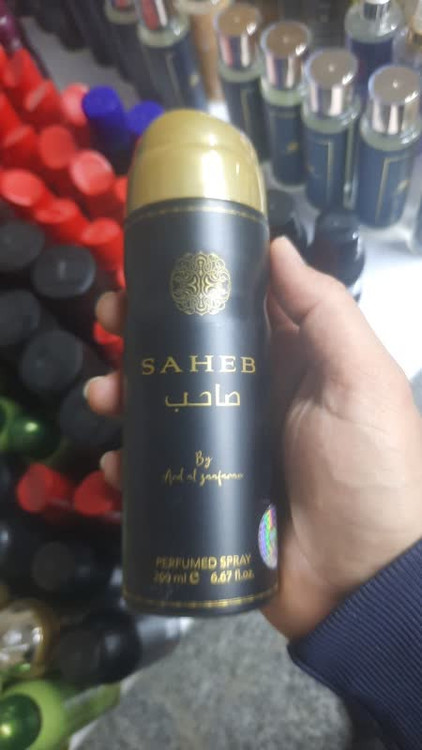 SAHEB
صاحب
By
Ard al zaafaran
PERFUMED SPRAY
200 ml e 6.67 fl.oz.